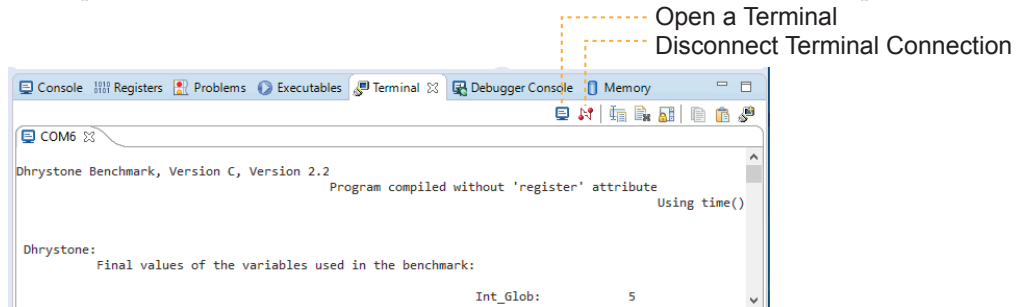 Open a Terminal
Disconnect Terminal Connection
Console Registers Problems Executables Terminal Debugger Console Memory
COM6
Dhrystone Benchmark, Version C, Version 2.2
Program compiled without 'register' attribute
Using time()
Dhrystone:
Final values of the variables used in the benchmark:
Int_Glob: 5